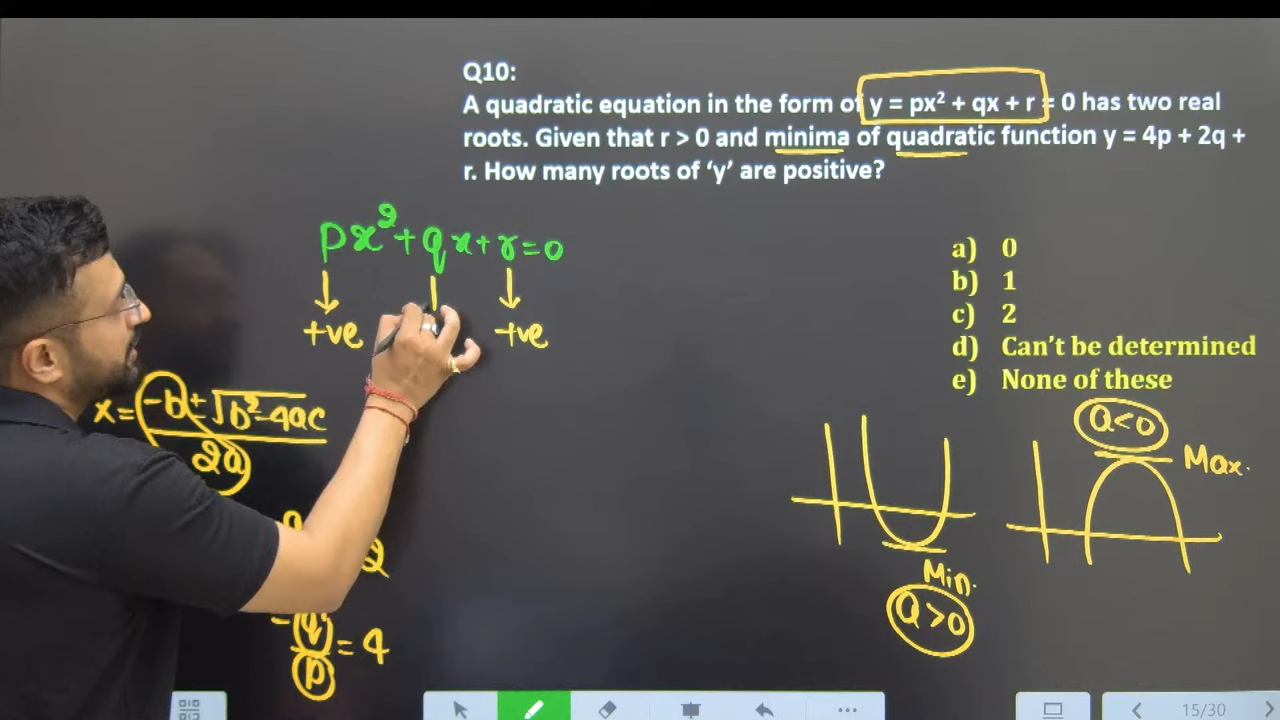 Q10:
A quadratic equation in the form of y = px² + qx + r = 0 has two real
roots. Given that r > 0 and minima of quadratic function y = 4p + 2q +
r. How many roots of ‘y’ are positive?
px² + qx + r = 0
+ve +ve
a) 0
b) 1
c) 2
d) Can’t be determined
e) None of these
x = -b ± √b²-4ac
2a
2
-q
p = 4
Min.
a > 0
a < 0
Max.
15/30